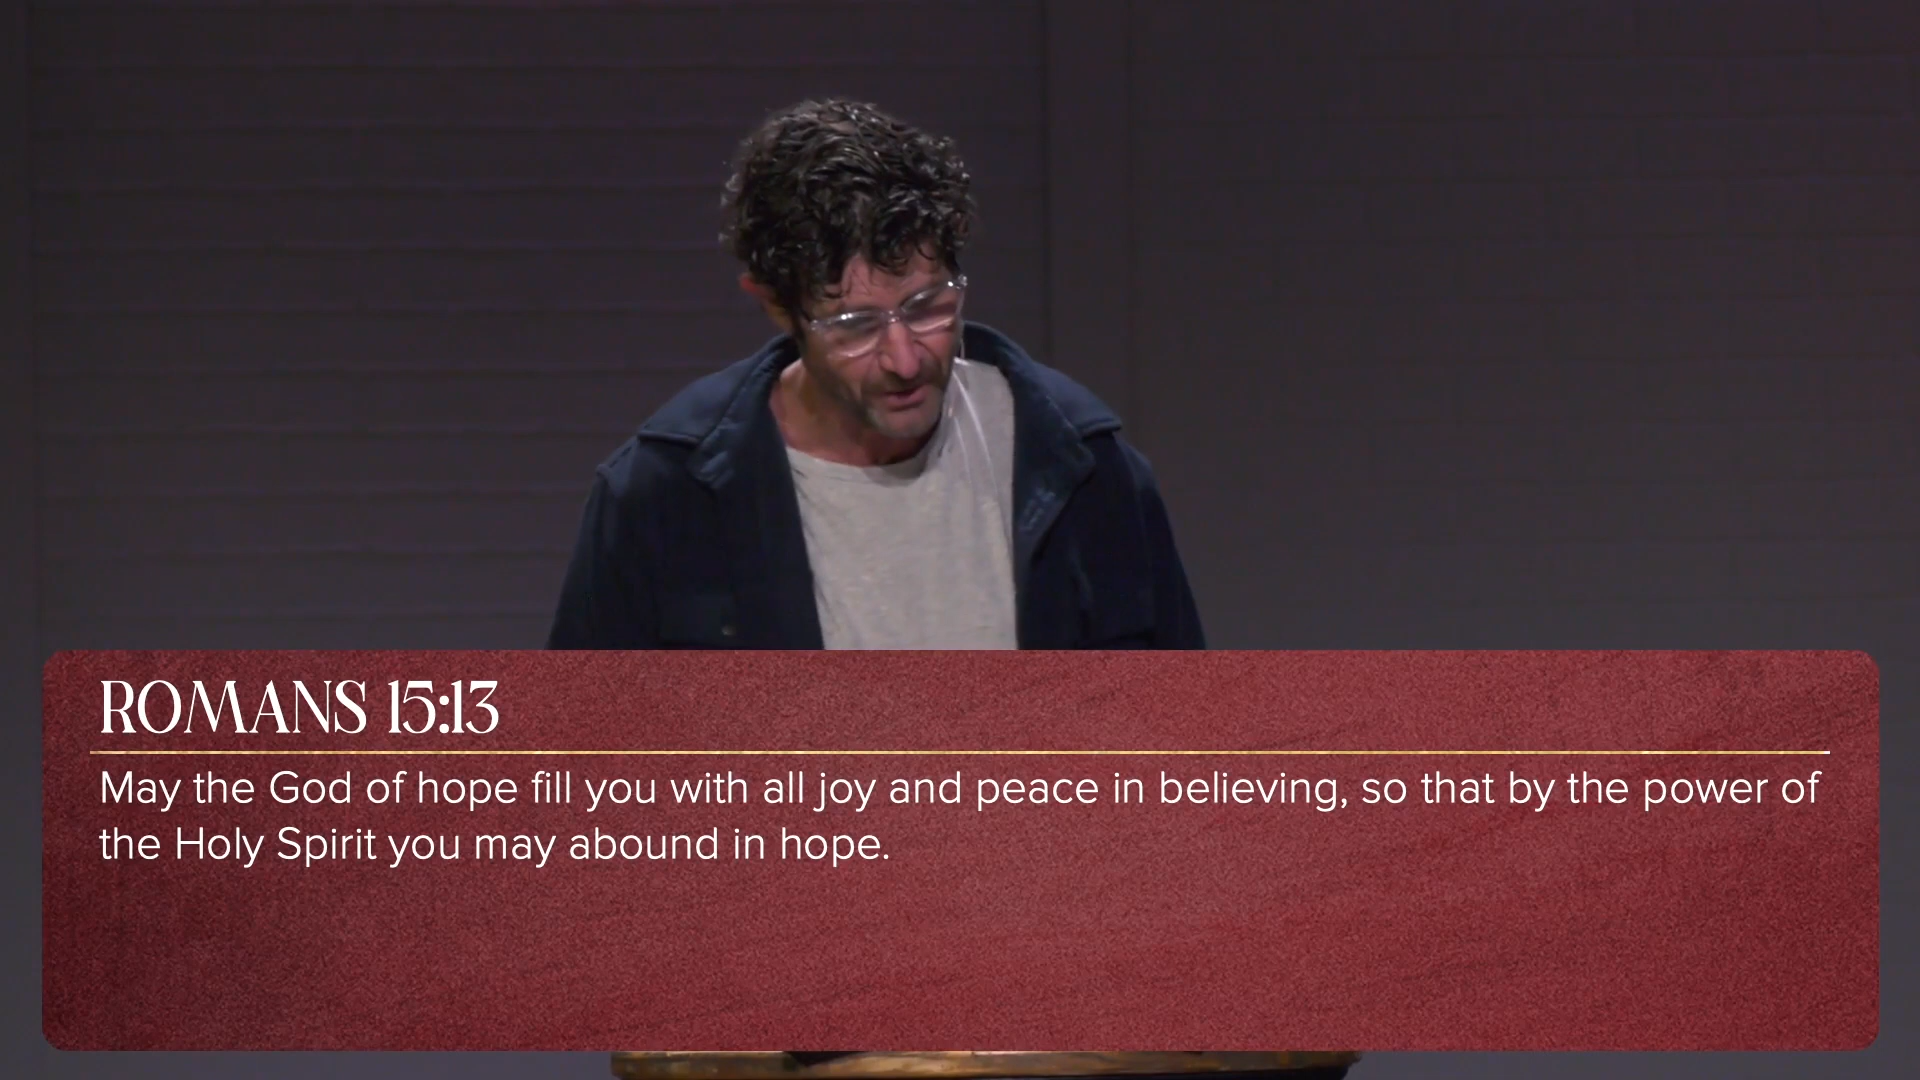 ROMANS 15:13
May the God of hope fill you with all joy and peace in believing, so that by the power of
the Holy Spirit you may abound in hope.